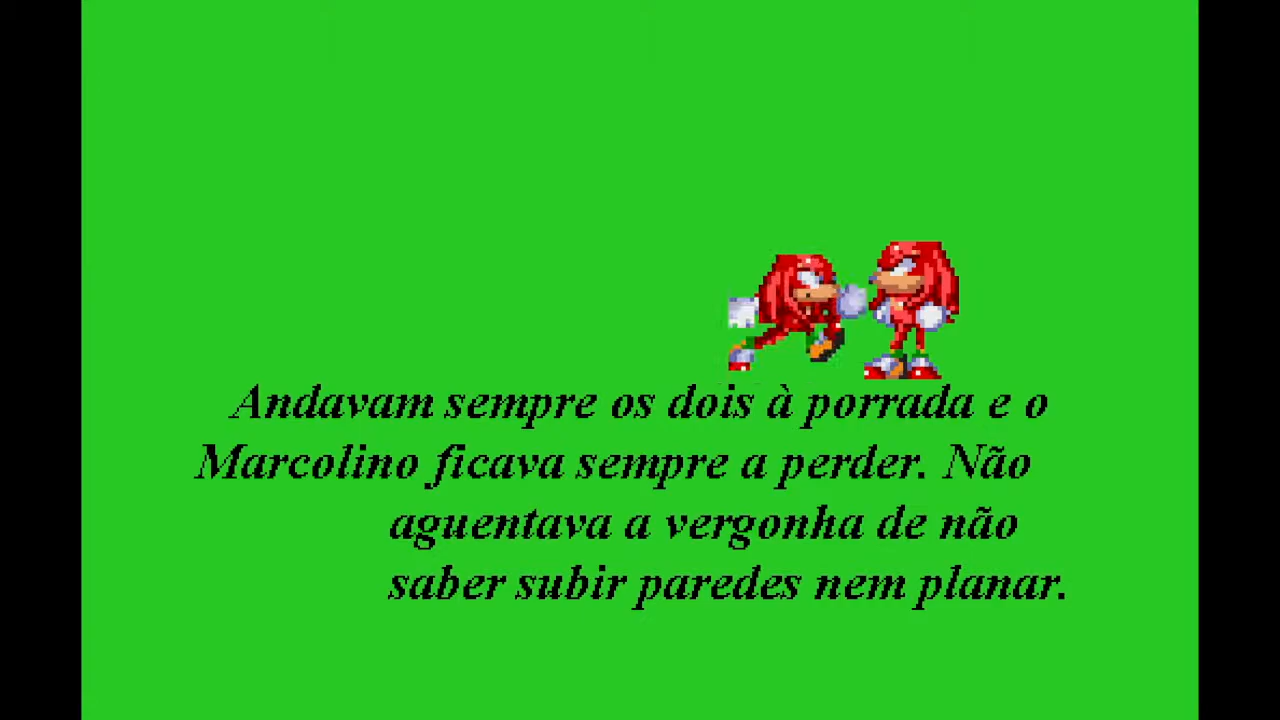 Andavam sempre os dois à porrada e o
Marcolino ficava sempre a perder. Não
aguentava a vergonha de não
saber subir paredes nem planar.